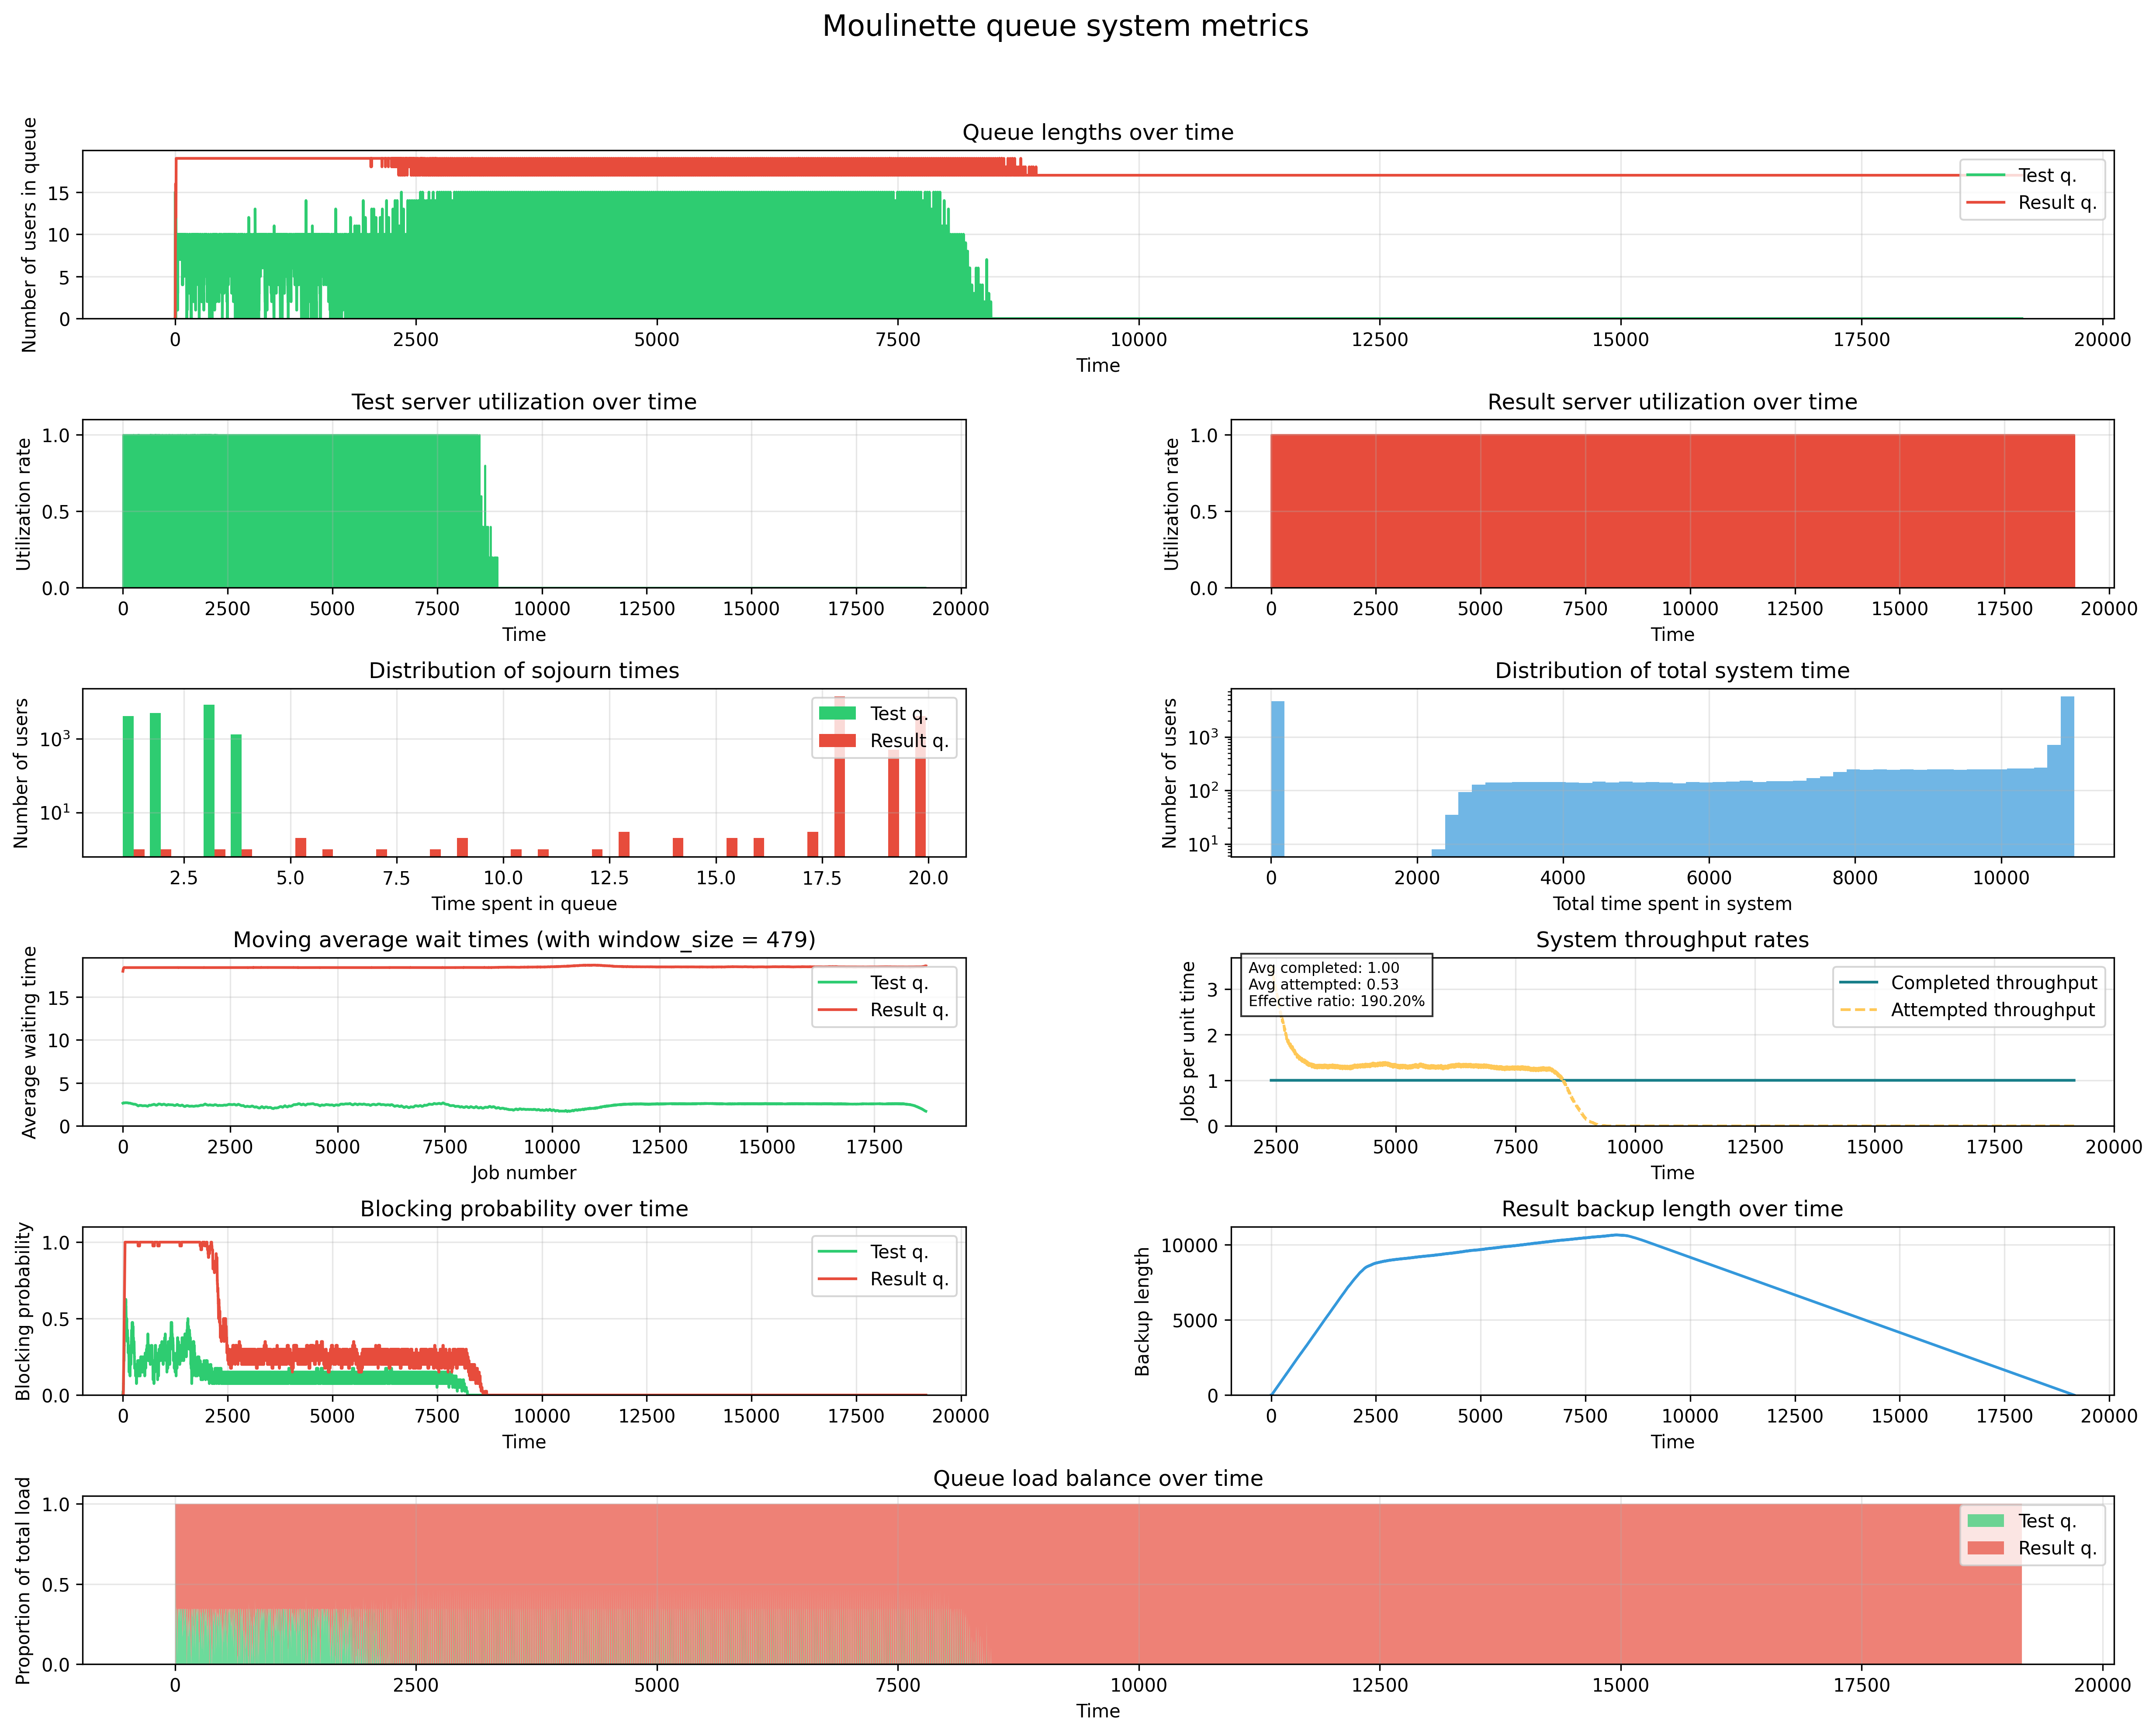 Moulinette queue system metrics
Queue lengths over time
Number of users in queue
15
10
5
0
0 2500 5000 7500 10000 12500 15000 17500 20000
Time
Test q.
Result q.
Test server utilization over time
Utilization rate
1.0
0.5
0.0
0 2500 5000 7500 10000 12500 15000 17500 20000
Time
Result server utilization over time
Utilization rate
1.0
0.5
0.0
0 2500 5000 7500 10000 12500 15000 17500 20000
Time
Distribution of sojourn times
Number of users
10³
10¹
2.5 5.0 7.5 10.0 12.5 15.0 17.5 20.0
Time spent in queue
Test q.
Result q.
Distribution of total system time
Number of users
10³
10²
10¹
0 2000 4000 6000 8000 10000
Total time spent in system
Moving average wait times (with window_size = 479)
Average waiting time
15
10
5
0
0 2500 5000 7500 10000 12500 15000 17500
Job number
Test q.
Result q.
System throughput rates
Jobs per unit time
3
2
1
0
2500 5000 7500 10000 12500 15000 17500 20000
Time
Avg completed: 1.00
Avg attempted: 0.53
Effective ratio: 190.20%
Completed throughput
Attempted throughput
Blocking probability over time
Blocking probability
1.0
0.5
0.0
0 2500 5000 7500 10000 12500 15000 17500 20000
Time
Test q.
Result q.
Result backup length over time
Backup length
10000
5000
0
0 2500 5000 7500 10000 12500 15000 17500 20000
Time
Queue load balance over time
Proportion of total load
1.0
0.5
0.0
0 2500 5000 7500 10000 12500 15000 17500 20000
Time
Test q.
Result q.